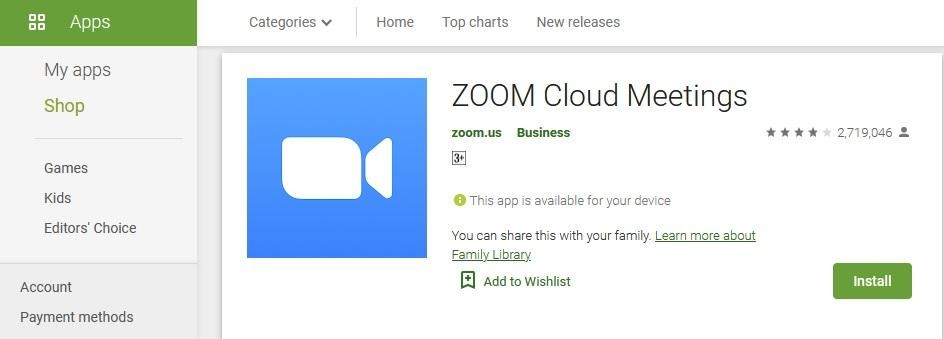 Apps
Categories
Home
Top charts
New releases
My apps
Shop
Games
Kids
Editors' Choice
Account
Payment methods
ZOOM Cloud Meetings
zoom.us Business
2,719,046
3+
This app is available for your device
You can share this with your family. Learn more about
Family Library
Add to Wishlist
Install